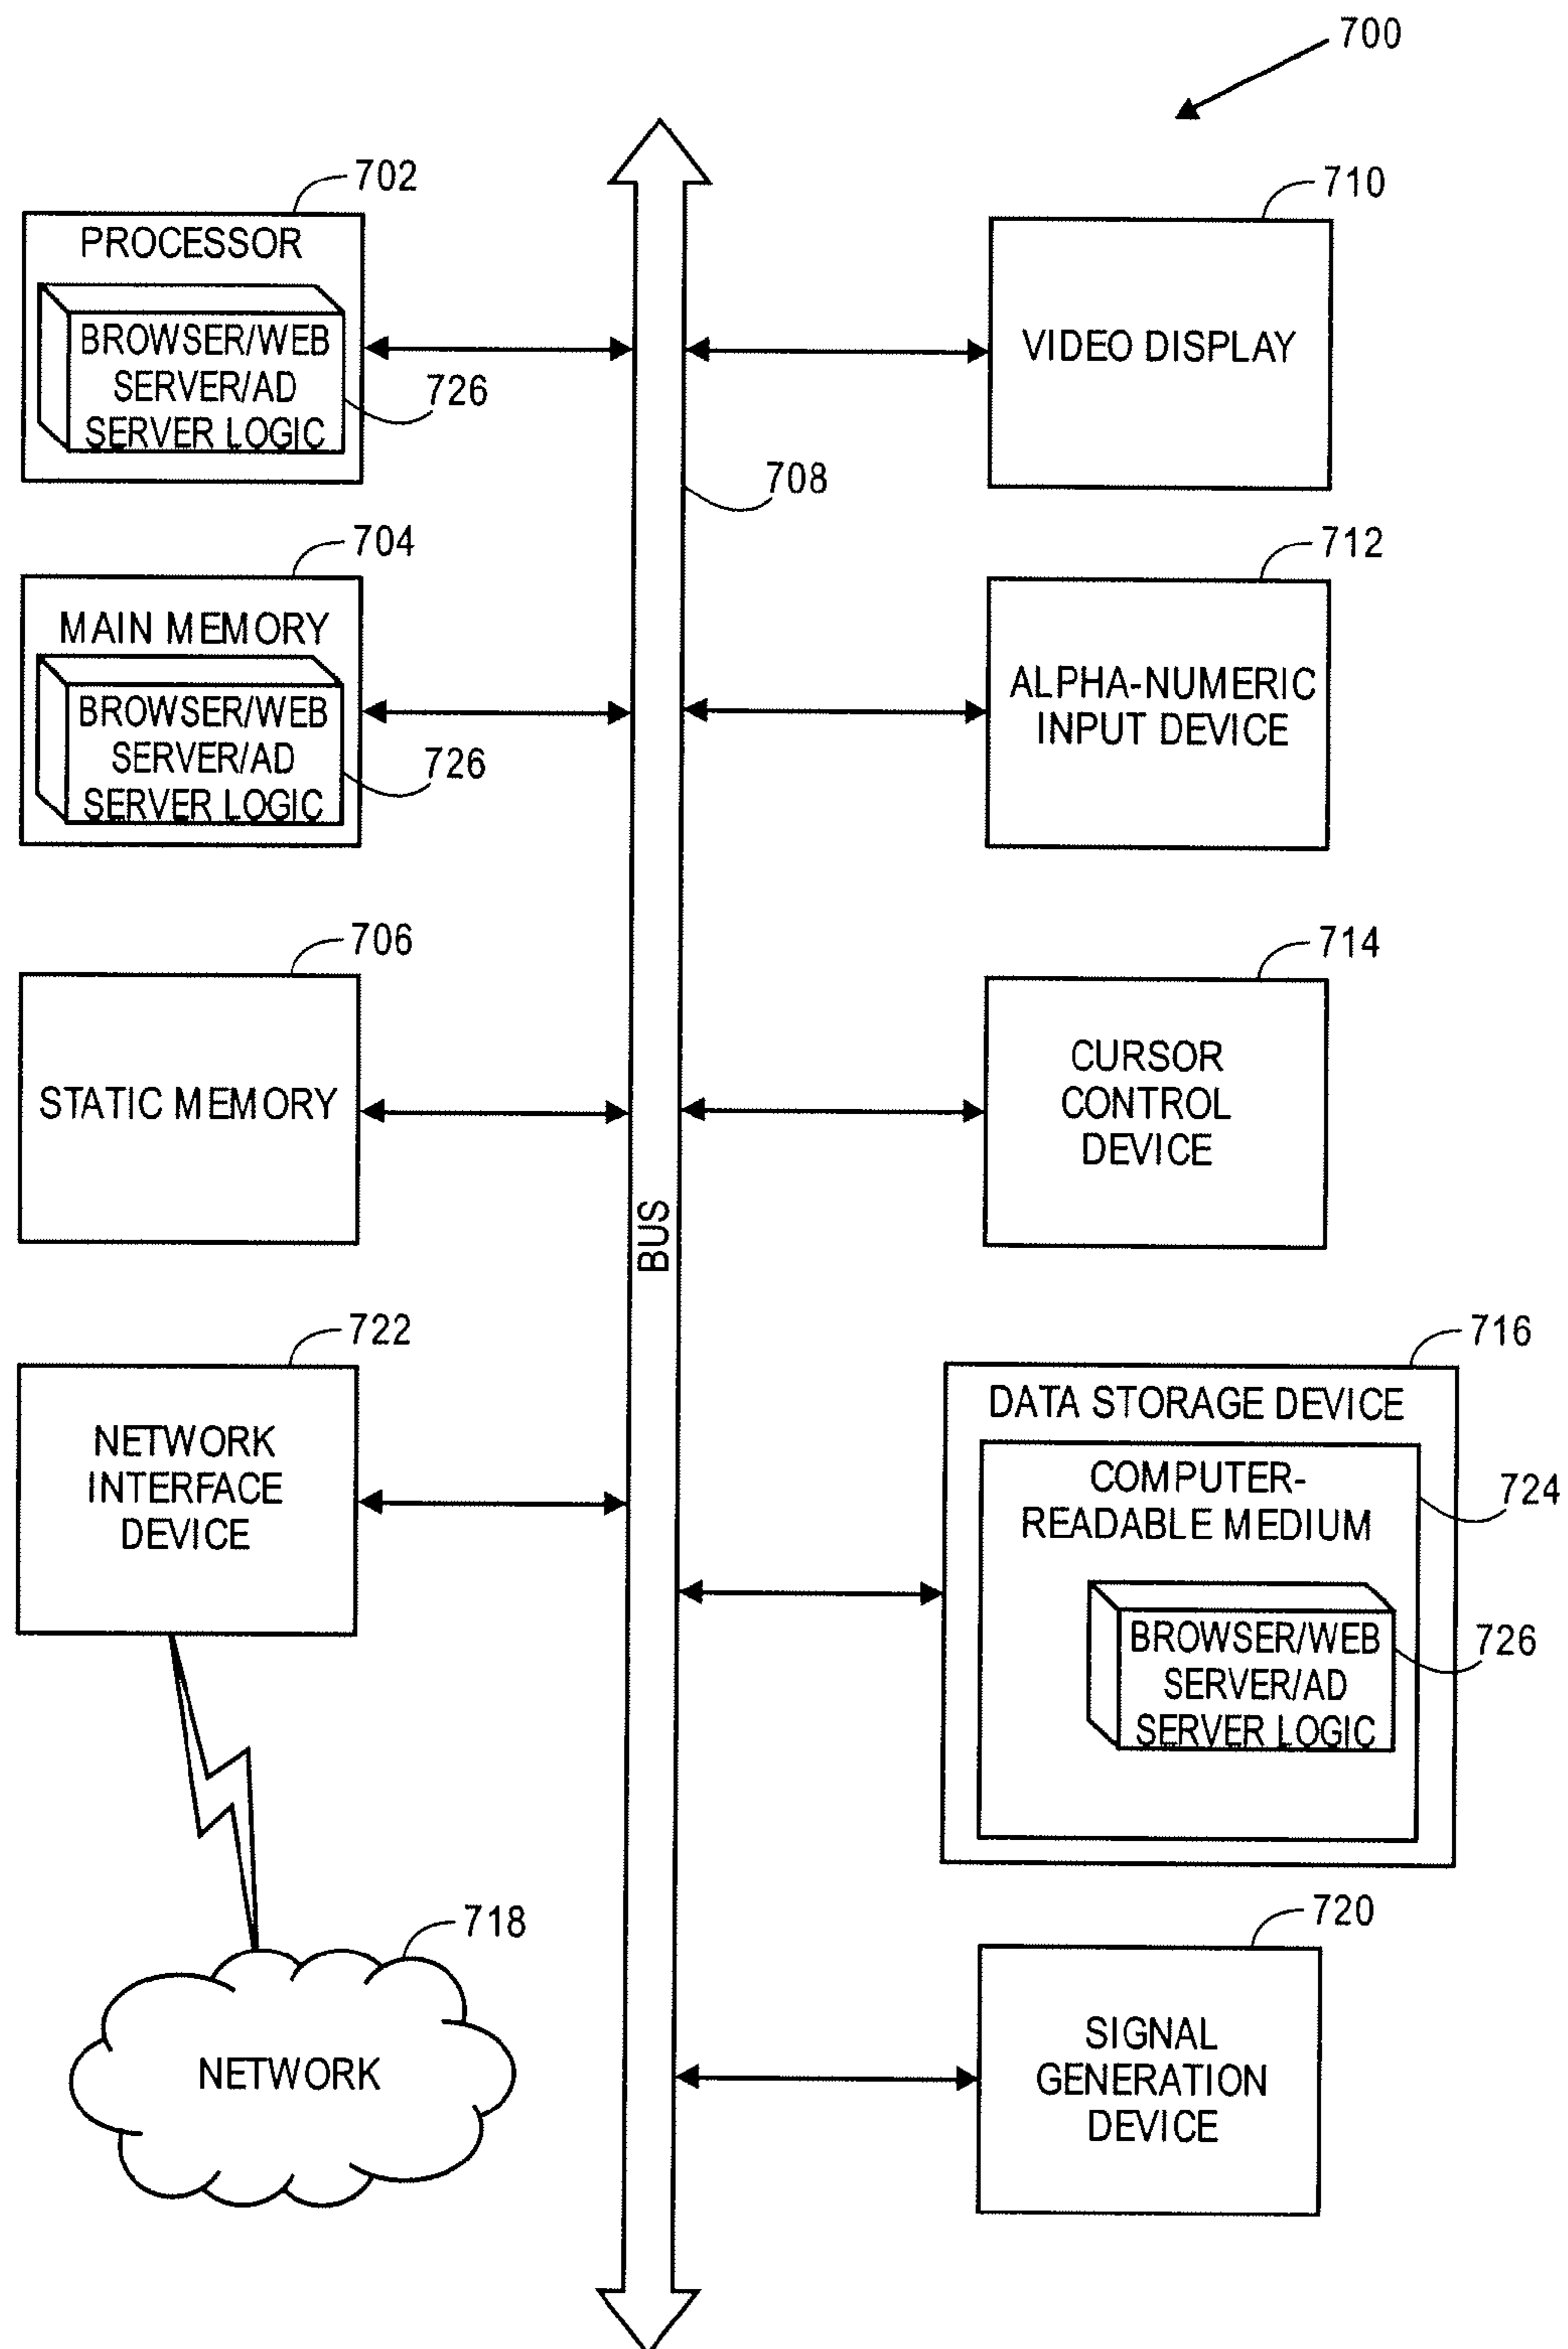 700
702
PROCESSOR
BROWSER/WEB
SERVER/AD
SERVER LOGIC
726
710
VIDEO DISPLAY
708
704
MAIN MEMORY
BROWSER/WEB
SERVER/AD
SERVER LOGIC
726
712
ALPHA-NUMERIC
INPUT DEVICE
706
STATIC MEMORY
714
CURSOR
CONTROL
DEVICE
BUS
722
NETWORK
INTERFACE
DEVICE
716
DATA STORAGE DEVICE
COMPUTER-
READABLE MEDIUM
724
BROWSER/WEB
SERVER/AD
SERVER LOGIC
726
718
NETWORK
720
SIGNAL
GENERATION
DEVICE